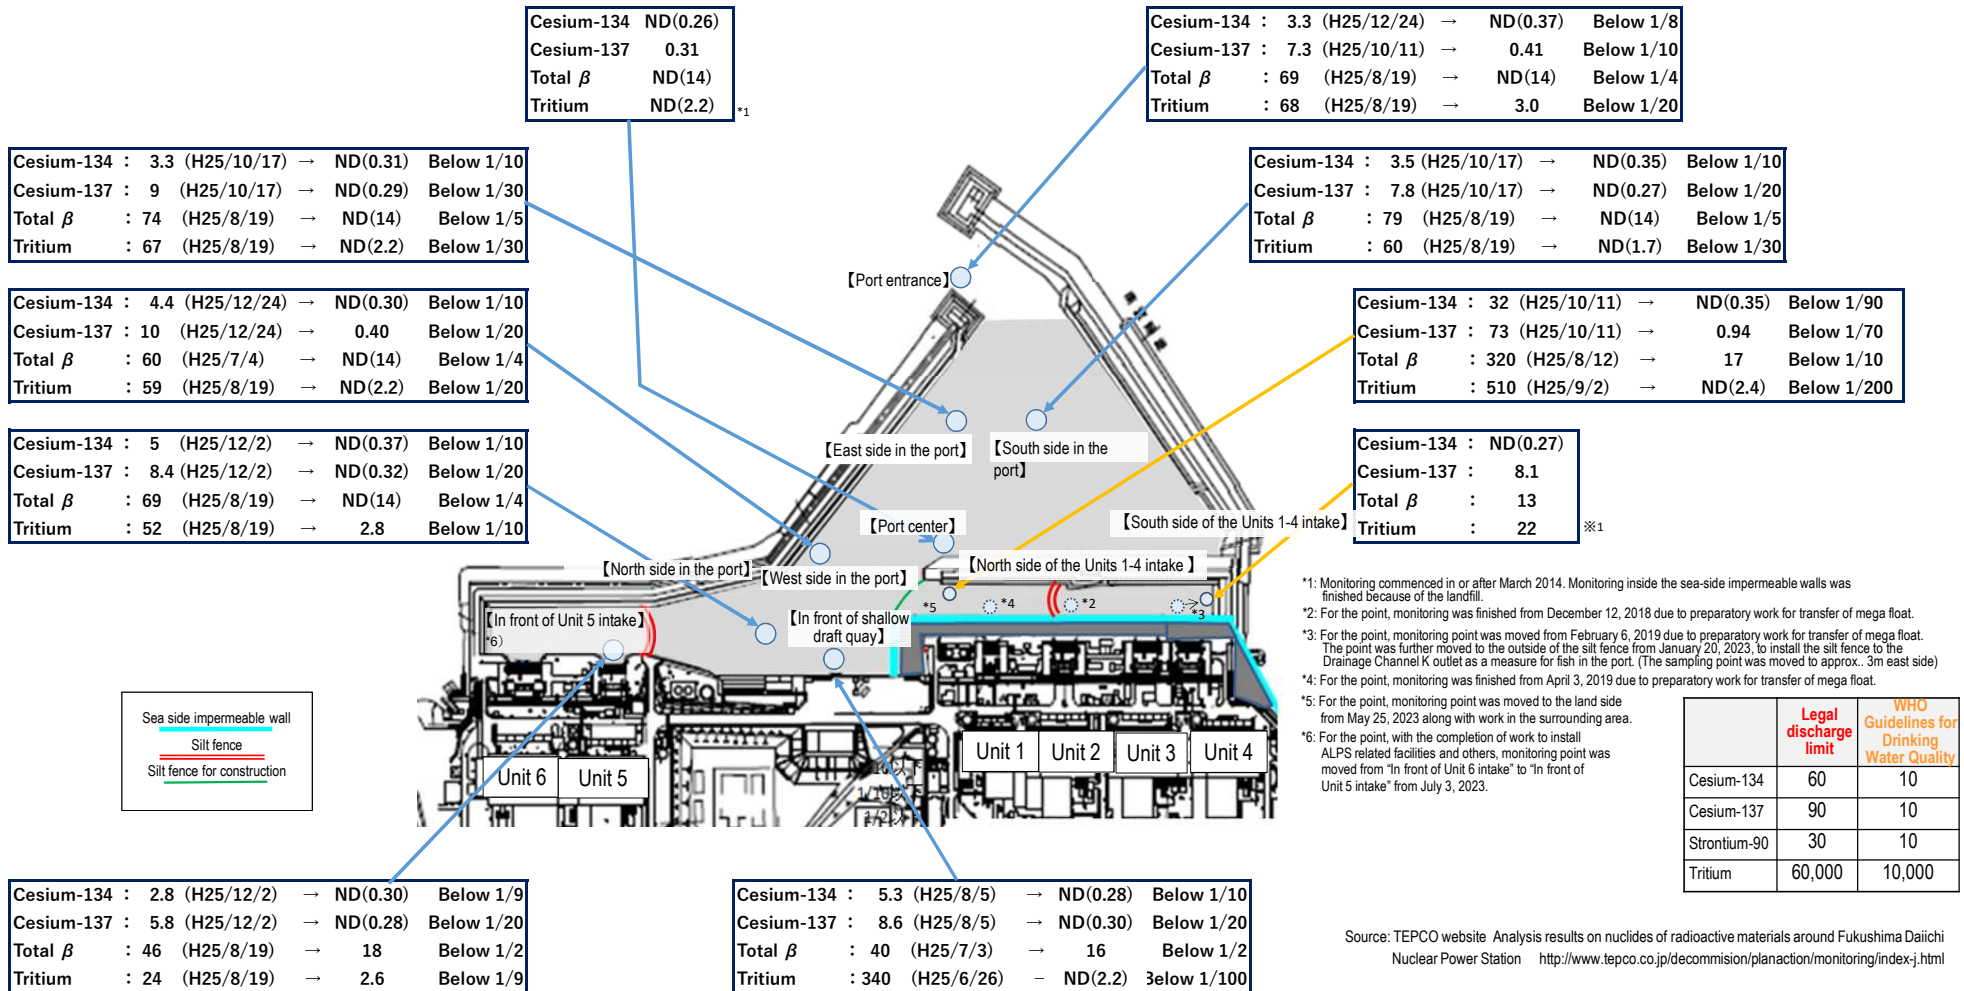 Cesium-134 ND(0.26)
Cesium-137 0.31
Total β ND(14)
Tritium ND(2.2) *1
Cesium-134 : 3.3 (H25/12/24) → ND(0.37) Below 1/8
Cesium-137 : 7.3 (H25/10/11) → 0.41 Below 1/10
Total β : 69 (H25/8/19) → ND(14) Below 1/4
Tritium : 68 (H25/8/19) → 3.0 Below 1/20
Cesium-134 : 3.3 (H25/10/17) → ND(0.31) Below 1/10
Cesium-137 : 9 (H25/10/17) → ND(0.29) Below 1/30
Total β : 74 (H25/8/19) → ND(14) Below 1/5
Tritium : 67 (H25/8/19) → ND(2.2) Below 1/30
Cesium-134 : 3.5 (H25/10/17) → ND(0.35) Below 1/10
Cesium-137 : 7.8 (H25/10/17) → ND(0.27) Below 1/20
Total β : 79 (H25/8/19) → ND(14) Below 1/5
Tritium : 60 (H25/8/19) → ND(1.7) Below 1/30
Cesium-134 : 4.4 (H25/12/24) → ND(0.30) Below 1/10
Cesium-137 : 10 (H25/12/24) → 0.40 Below 1/20
Total β : 60 (H25/7/4) → ND(14) Below 1/4
Tritium : 59 (H25/8/19) → ND(2.2) Below 1/20
Cesium-134 : 32 (H25/10/11) → ND(0.35) Below 1/90
Cesium-137 : 73 (H25/10/11) → 0.94 Below 1/70
Total β : 320 (H25/8/12) → 17 Below 1/10
Tritium : 510 (H25/9/2) → ND(2.4) Below 1/200
Cesium-134 : 5 (H25/12/2) → ND(0.37) Below 1/10
Cesium-137 : 8.4 (H25/12/2) → ND(0.32) Below 1/20
Total β : 69 (H25/8/19) → ND(14) Below 1/4
Tritium : 52 (H25/8/19) → 2.8 Below 1/10
Cesium-134 : ND(0.27)
Cesium-137 : 8.1
Total β : 13
Tritium : 22 ※1
【Port entrance】
【East side in the port】
【South side in the
port】
【Port center】
【South side of the Units 1-4 intake】
【North side in the port】
【West side in the port】
【North side of the Units 1-4 intake 】
*5
*4
*2
*3
【In front of Unit 5 intake】
*6）
【In front of shallow
draft quay】
Unit 6
Unit 5
Unit 1
Unit 2
Unit 3
Unit 4
1/10以下
1/2以
Sea side impermeable wall
Silt fence
Silt fence for construction
*1: Monitoring commenced in or after March 2014. Monitoring inside the sea-side impermeable walls was
finished because of the landfill.
*2: For the point, monitoring was finished from December 12, 2018 due to preparatory work for transfer of mega float.
*3: For the point, monitoring point was moved from February 6, 2019 due to preparatory work for transfer of mega float.
The point was further moved to the outside of the silt fence from January 20, 2023, to install the silt fence to the
Drainage Channel K outlet as a measure for fish in the port. (The sampling point was moved to approx.. 3m east side)
*4: For the point, monitoring was finished from April 3, 2019 due to preparatory work for transfer of mega float.
*5: For the point, monitoring point was moved to the land side
from May 25, 2023 along with work in the surrounding area.
*6: For the point, with the completion of work to install
ALPS related facilities and others, monitoring point was
moved from “In front of Unit 6 intake” to “In front of
Unit 5 intake” from July 3, 2023.
Legal
discharge
limit
WHO
Guidelines for
Drinking
Water Quality
Cesium-134 60 10
Cesium-137 90 10
Strontium-90 30 10
Tritium 60,000 10,000
Cesium-134 : 2.8 (H25/12/2) → ND(0.30) Below 1/9
Cesium-137 : 5.8 (H25/12/2) → ND(0.28) Below 1/20
Total β : 46 (H25/8/19) → 18 Below 1/2
Tritium : 24 (H25/8/19) → 2.6 Below 1/9
Cesium-134 : 5.3 (H25/8/5) → ND(0.28) Below 1/10
Cesium-137 : 8.6 (H25/8/5) → ND(0.30) Below 1/20
Total β : 40 (H25/7/3) → 16 Below 1/2
Tritium : 340 (H25/6/26) – ND(2.2) Below 1/100
Source: TEPCO website Analysis results on nuclides of radioactive materials around Fukushima Daiichi
Nuclear Power Station http://www.tepco.co.jp/decommision/planaction/monitoring/index-j.html